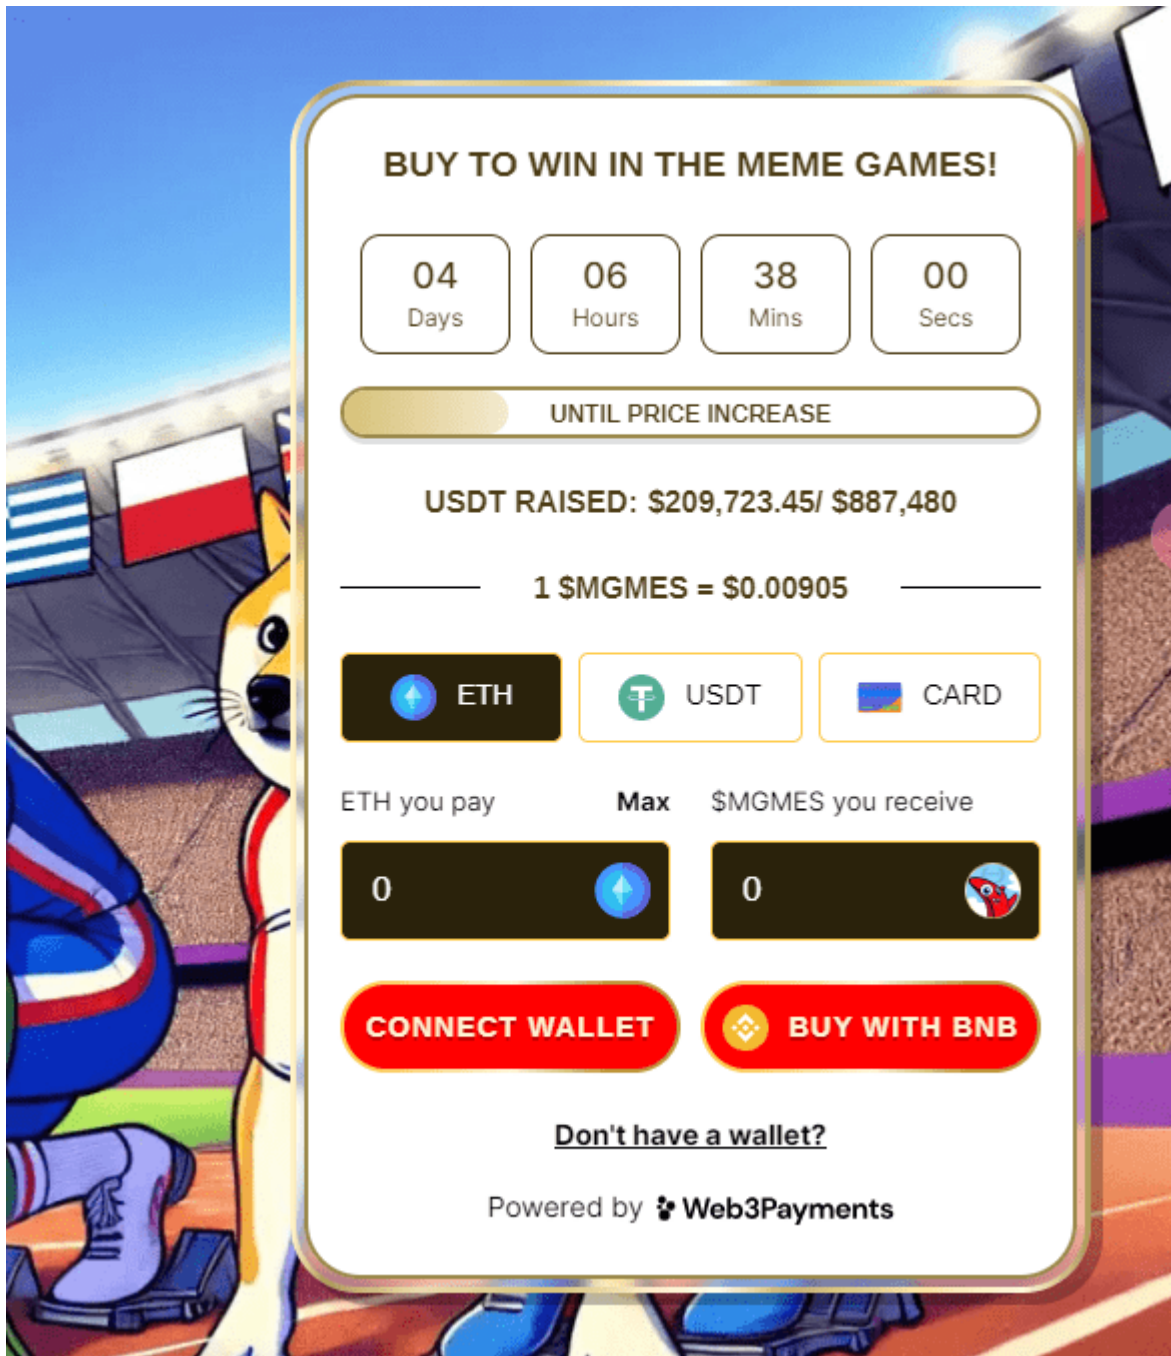 BUY TO WIN IN THE MEME GAMES!
04 06 38 00
Days Hours Mins Secs
UNTIL PRICE INCREASE
USDT RAISED: $209,723.45/ $887,480
1 $MGMES = $0.00905
ETH USDT CARD
ETH you pay Max $MGMES you receive
0 0
CONNECT WALLET BUY WITH BNB
Don't have a wallet?
Powered by Web3Payments